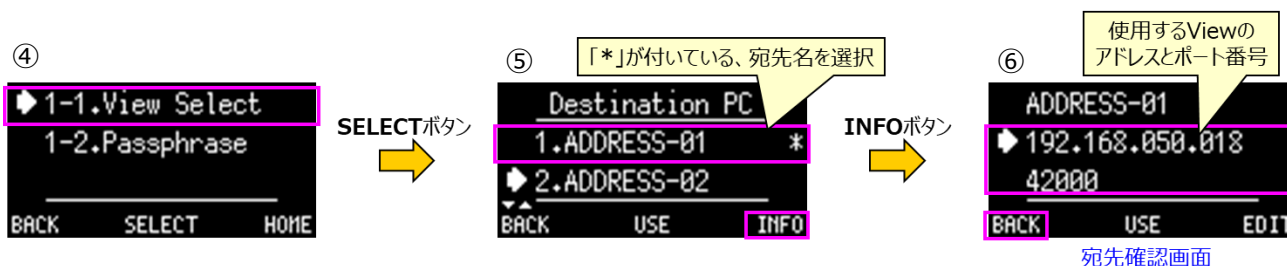 ④
1-1.View Select
1-2.Passphrase
BACK SELECT HOME
SELECTボタン
⑤
「*」が付いている、宛先名を選択
Destination PC
1.ADDRESS-01 *
2.ADDRESS-02
BACK USE INFO
INFOボタン
⑥
使用するViewの
アドレスとポート番号
ADDRESS-01
192.168.050.018
42000
BACK USE EDIT
宛先確認画面